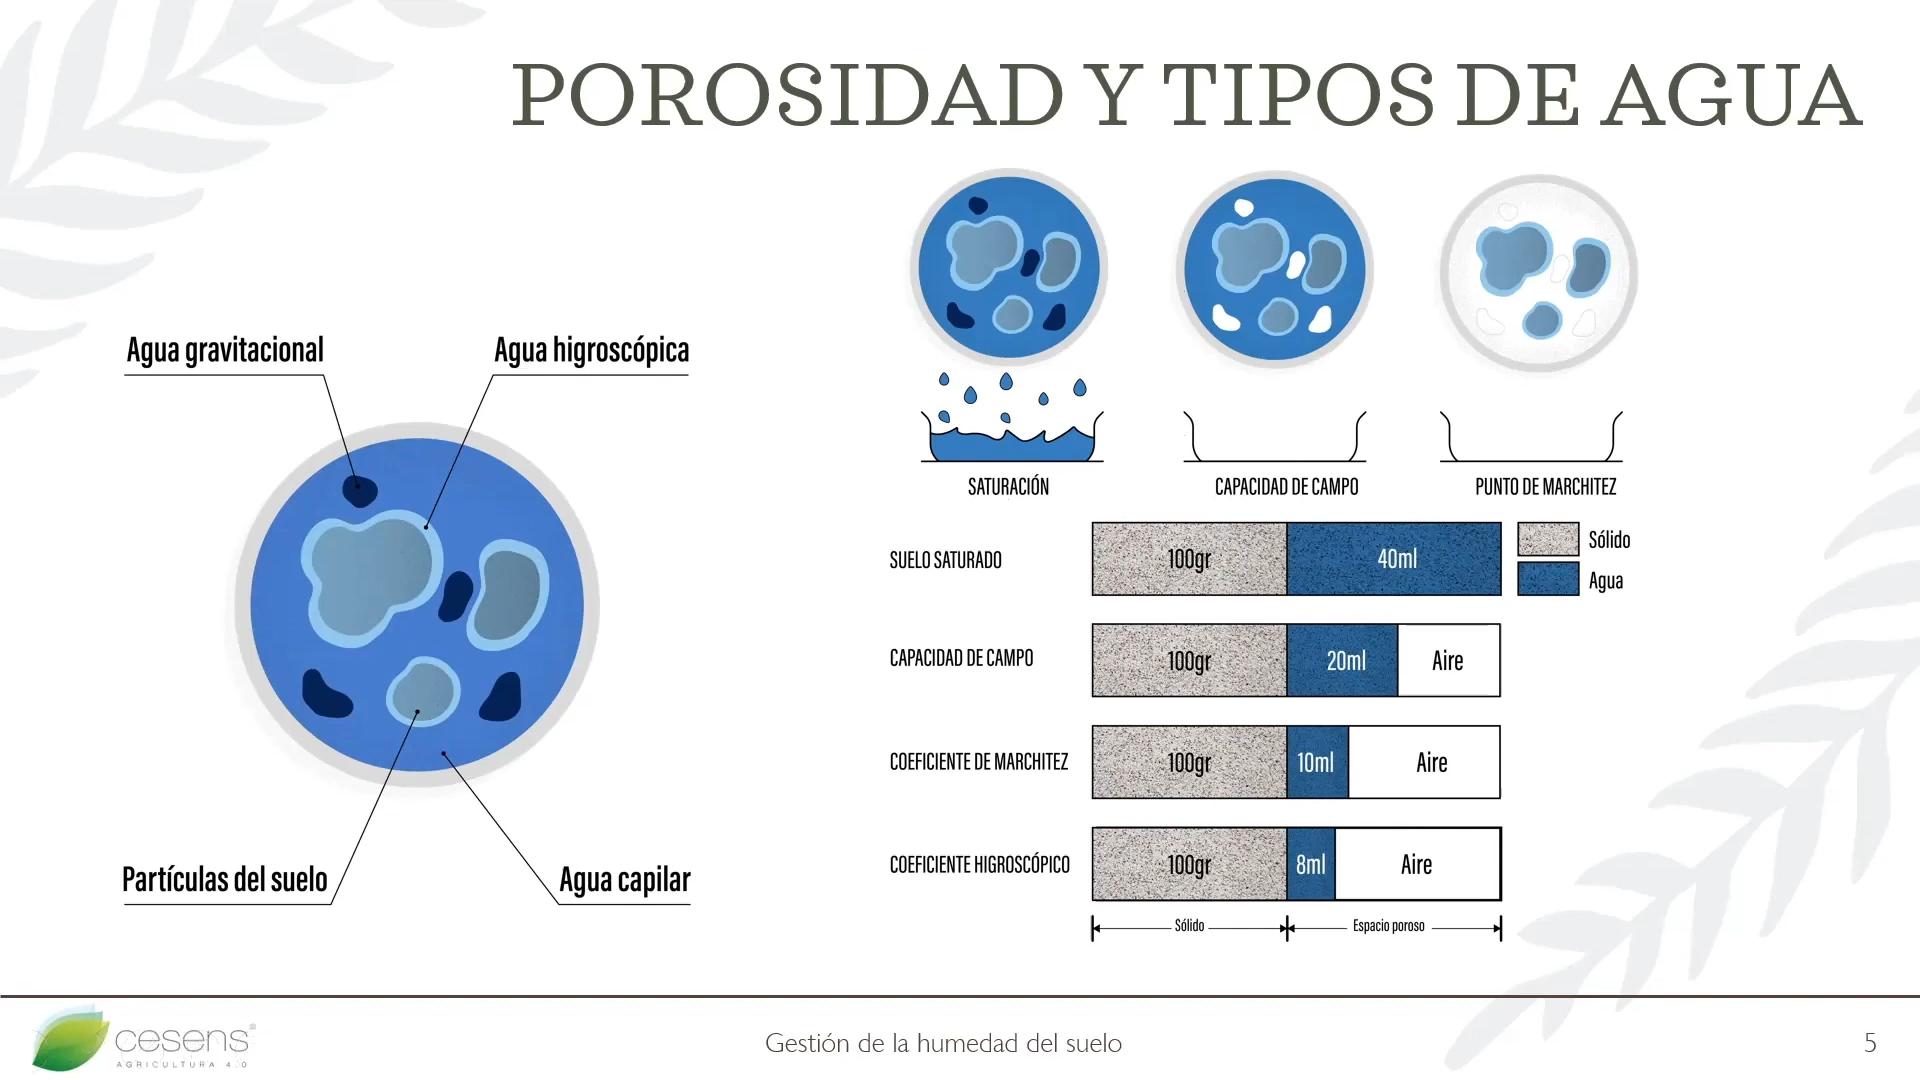 POROSIDAD Y TIPOS DE AGUA
Agua gravitacional
Agua higroscópica
Partículas del suelo
Agua capilar
SATURACIÓN
CAPACIDAD DE CAMPO
PUNTO DE MARCHITEZ
SUELO SATURADO
100gr
40ml
Sólido
Agua
CAPACIDAD DE CAMPO
100gr
20ml
Aire
COEFICIENTE DE MARCHITEZ
100gr
10ml
Aire
COEFICIENTE HIGROSCÓPICO
100gr
8ml
Aire
Sólido
Espacio poroso
cesens®
AGRICULTURA 4.0
Gestión de la humedad del suelo
5